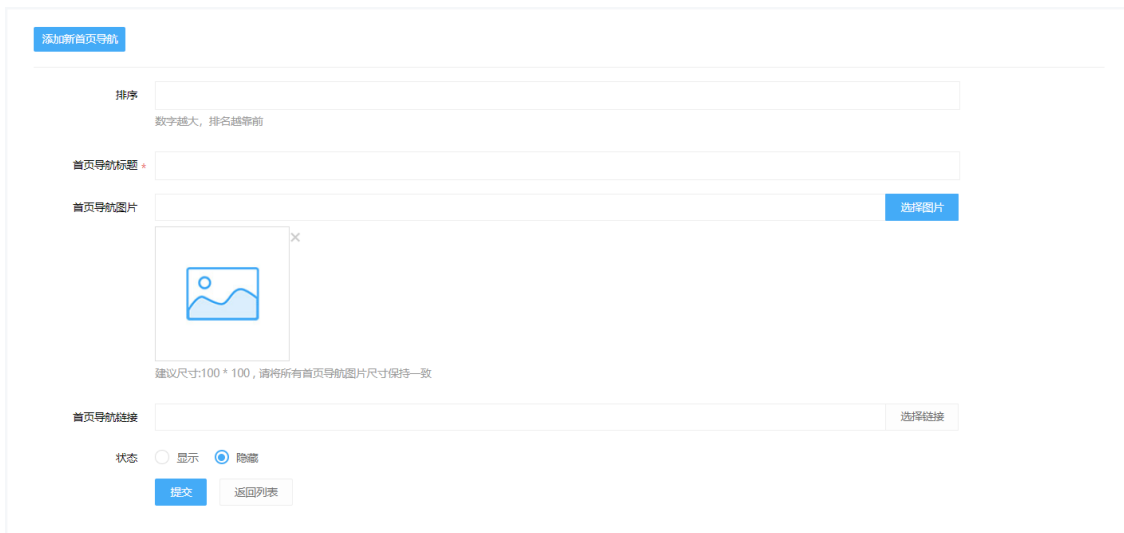 添加新首页导航
排序
数字越大，排名越靠前
首页导航标题 *
首页导航图片 选择图片
×
建议尺寸:100 * 100 , 请将所有首页导航图片尺寸保持一致
首页导航链接 选择链接
状态 显示 隐藏
提交 返回列表